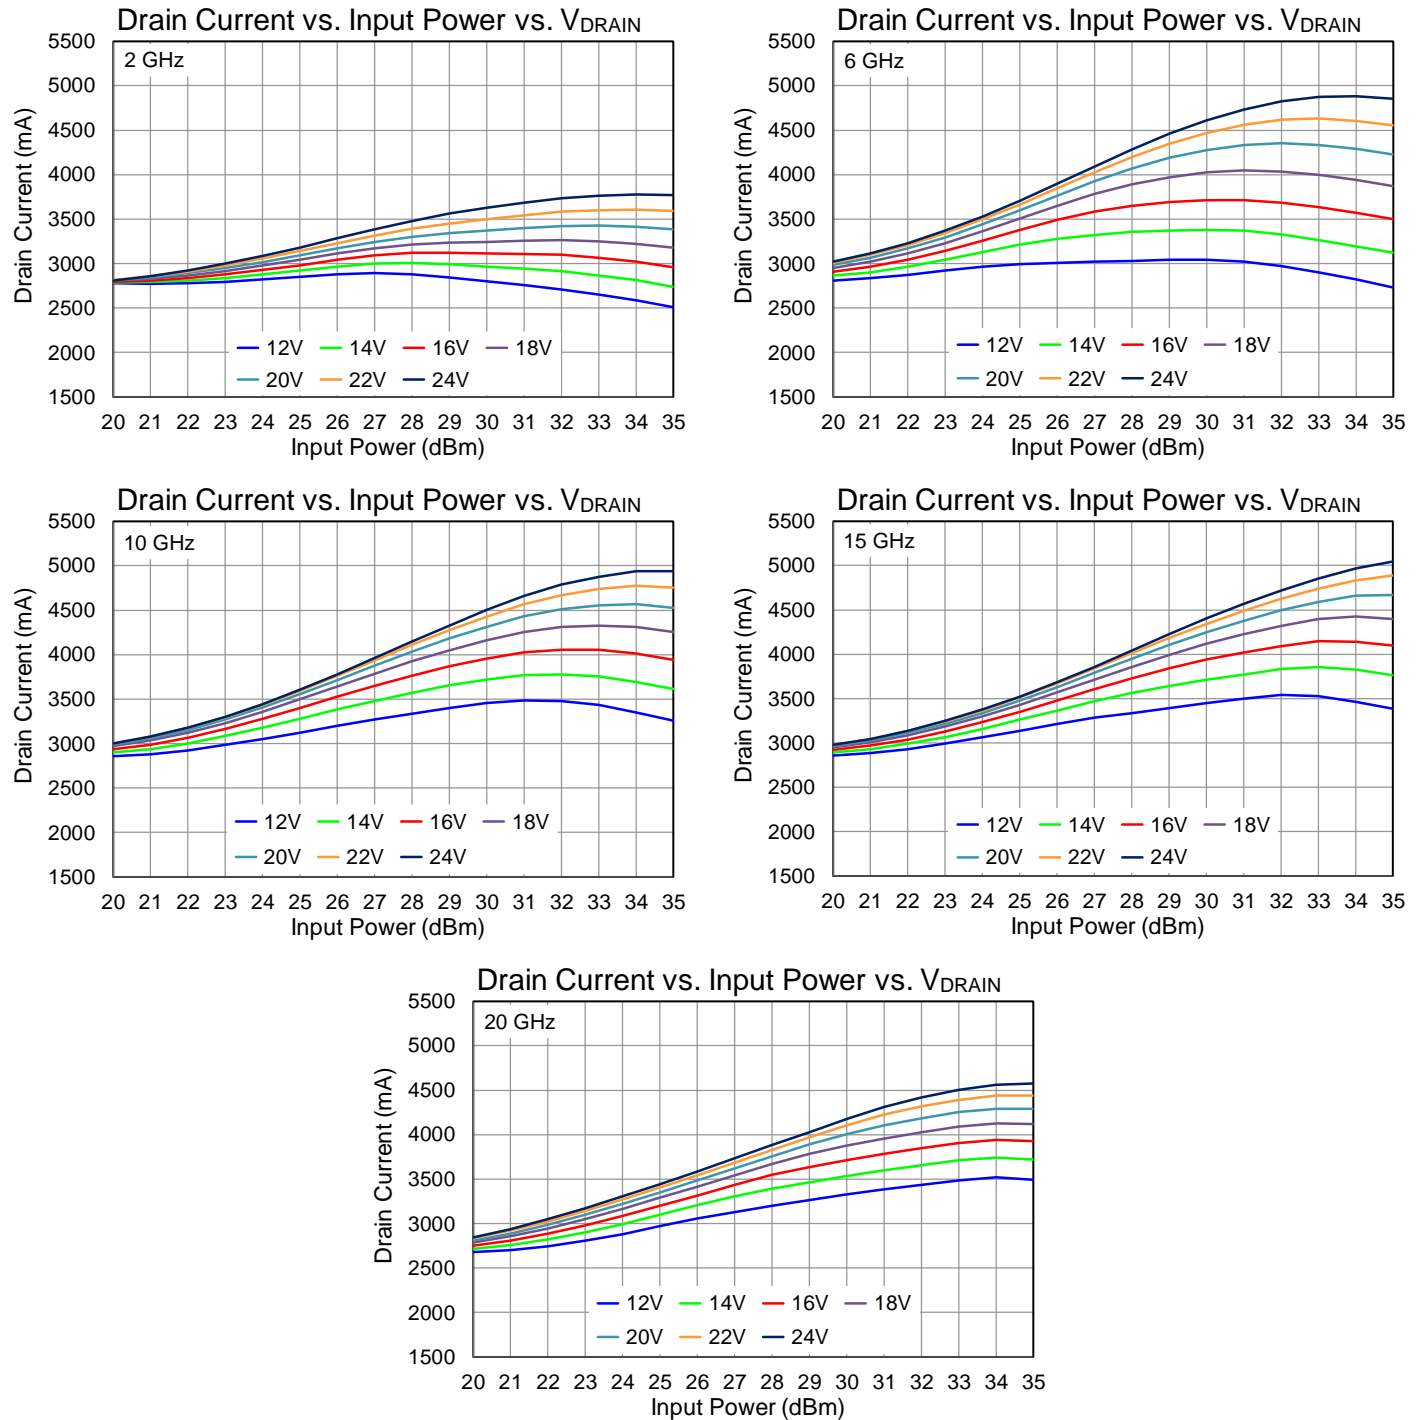 Drain Current vs. Input Power vs. VDRAIN
2 GHz
Drain Current (mA)
5500
5000
4500
4000
3500
3000
2500
2000
1500
12V 14V 16V 18V
20V 22V 24V
20 21 22 23 24 25 26 27 28 29 30 31 32 33 34 35
Input Power (dBm)
Drain Current vs. Input Power vs. VDRAIN
6 GHz
Drain Current (mA)
5500
5000
4500
4000
3500
3000
2500
2000
1500
12V 14V 16V 18V
20V 22V 24V
20 21 22 23 24 25 26 27 28 29 30 31 32 33 34 35
Input Power (dBm)
Drain Current vs. Input Power vs. VDRAIN
10 GHz
Drain Current (mA)
5500
5000
4500
4000
3500
3000
2500
2000
1500
12V 14V 16V 18V
20V 22V 24V
20 21 22 23 24 25 26 27 28 29 30 31 32 33 34 35
Input Power (dBm)
Drain Current vs. Input Power vs. VDRAIN
15 GHz
Drain Current (mA)
5500
5000
4500
4000
3500
3000
2500
2000
1500
12V 14V 16V 18V
20V 22V 24V
20 21 22 23 24 25 26 27 28 29 30 31 32 33 34 35
Input Power (dBm)
Drain Current vs. Input Power vs. VDRAIN
20 GHz
Drain Current (mA)
5500
5000
4500
4000
3500
3000
2500
2000
1500
12V 14V 16V 18V
20V 22V 24V
20 21 22 23 24 25 26 27 28 29 30 31 32 33 34 35
Input Power (dBm)